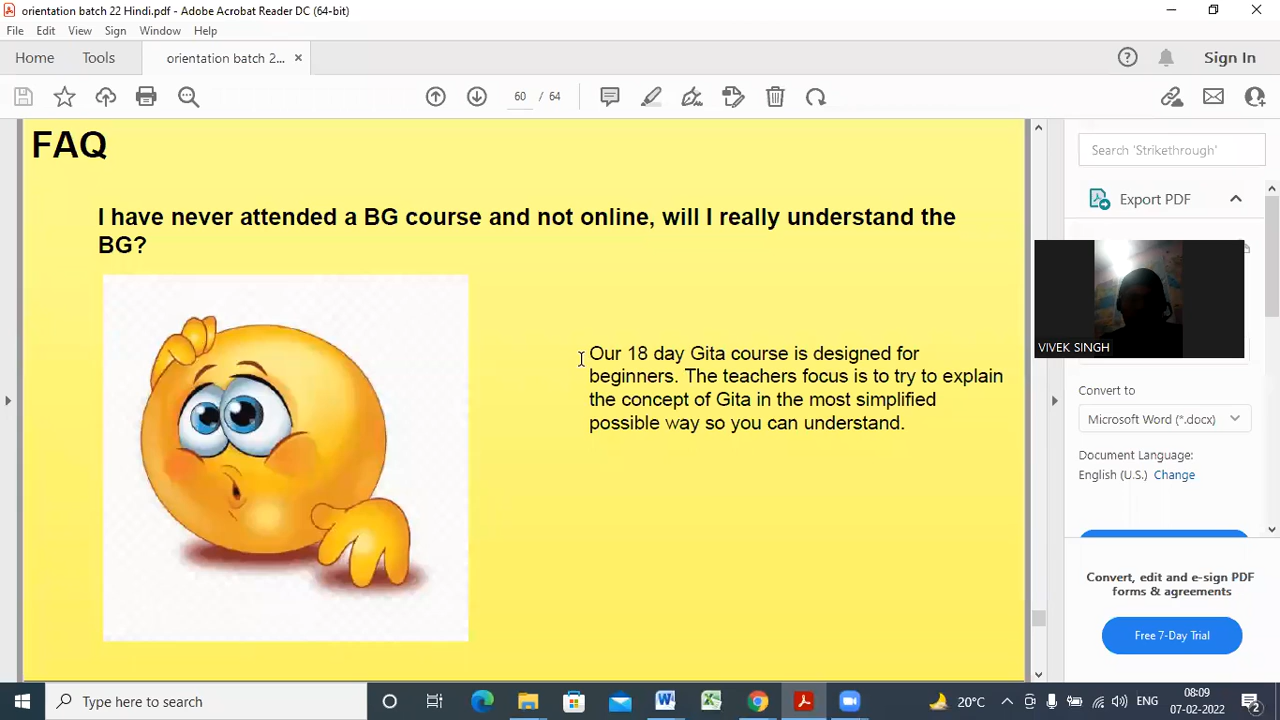 orientation batch 22 Hindi.pdf - Adobe Acrobat Reader DC (64-bit)
File Edit View Sign Window Help
Home Tools orientation batch 2... × Sign In
60 / 64
FAQ
I have never attended a BG course and not online, will I really understand the
BG?
Our 18 day Gita course is designed for
beginners. The teachers focus is to try to explain
the concept of Gita in the most simplified
possible way so you can understand.
Search 'Strikethrough'
Export PDF
VIVEK SINGH
Convert to
Microsoft Word (*.docx)
Document Language:
English (U.S.) Change
Convert, edit and e-sign PDF
forms & agreements
Free 7-Day Trial
Type here to search
20°C
ENG
08:09
07-02-2022
2